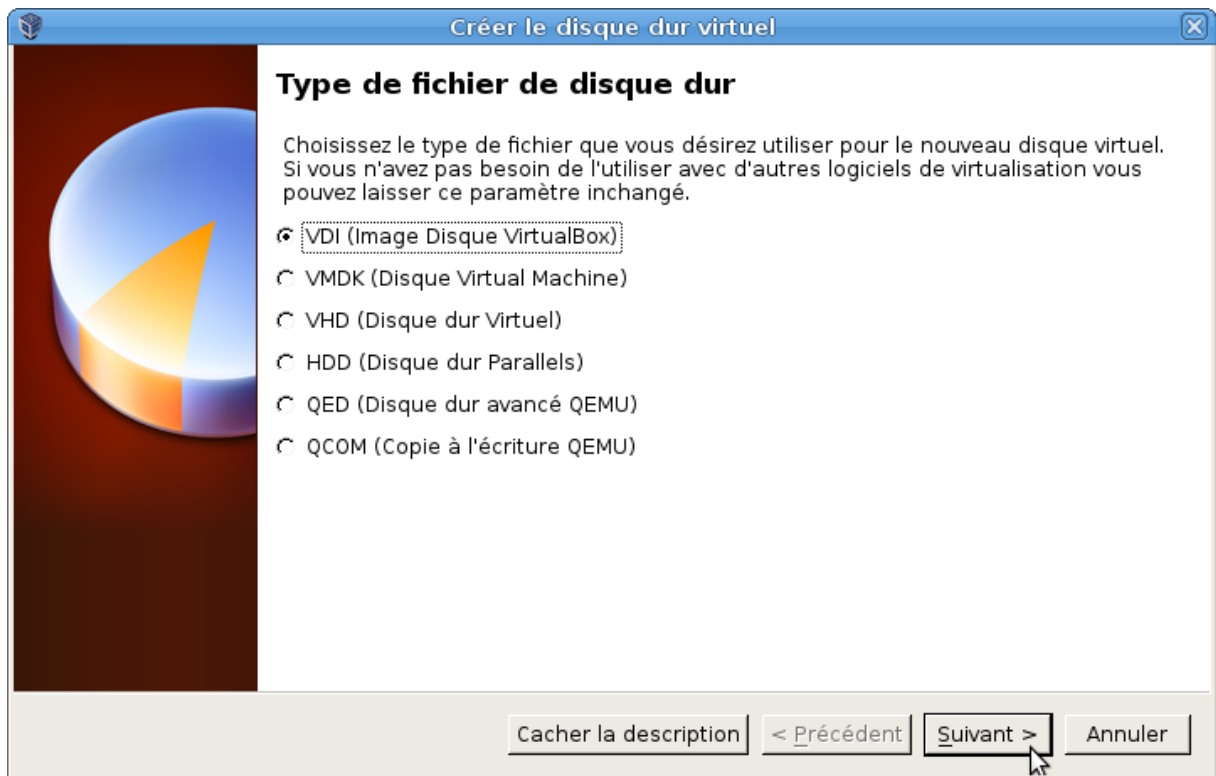 Créer le disque dur virtuel
Type de fichier de disque dur
Choisissez le type de fichier que vous désirez utiliser pour le nouveau disque virtuel.
Si vous n'avez pas besoin de l'utiliser avec d'autres logiciels de virtualisation vous
pouvez laisser ce paramètre inchangé.
VDI (Image Disque VirtualBox)
VMDK (Disque Virtual Machine)
VHD (Disque dur Virtuel)
HDD (Disque dur Parallels)
QED (Disque dur avancé QEMU)
QCOM (Copie à l'écriture QEMU)
Cacher la description < Précédent Suivant > Annuler